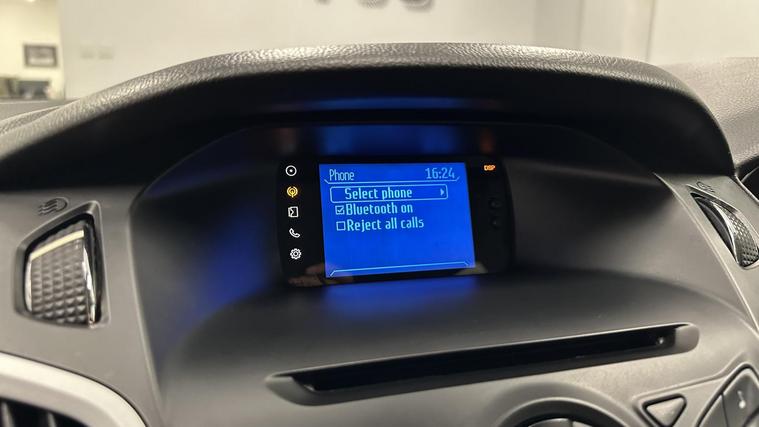 Phone 16:24
DSP
Select phone
Bluetooth on
Reject all calls